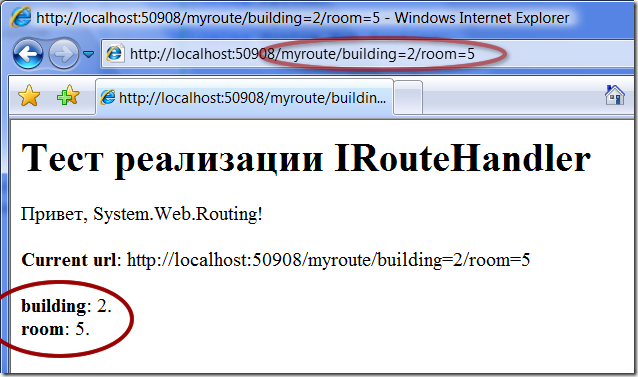 http://localhost:50908/myroute/building=2/room=5 - Windows Internet Explorer
http://localhost:50908/myroute/building=2/room=5
http://localhost:50908/myroute/buildin...
Тест реализации IRouteHandler
Привет, System.Web.Routing!
Current url: http://localhost:50908/myroute/building=2/room=5
building: 2.
room: 5.